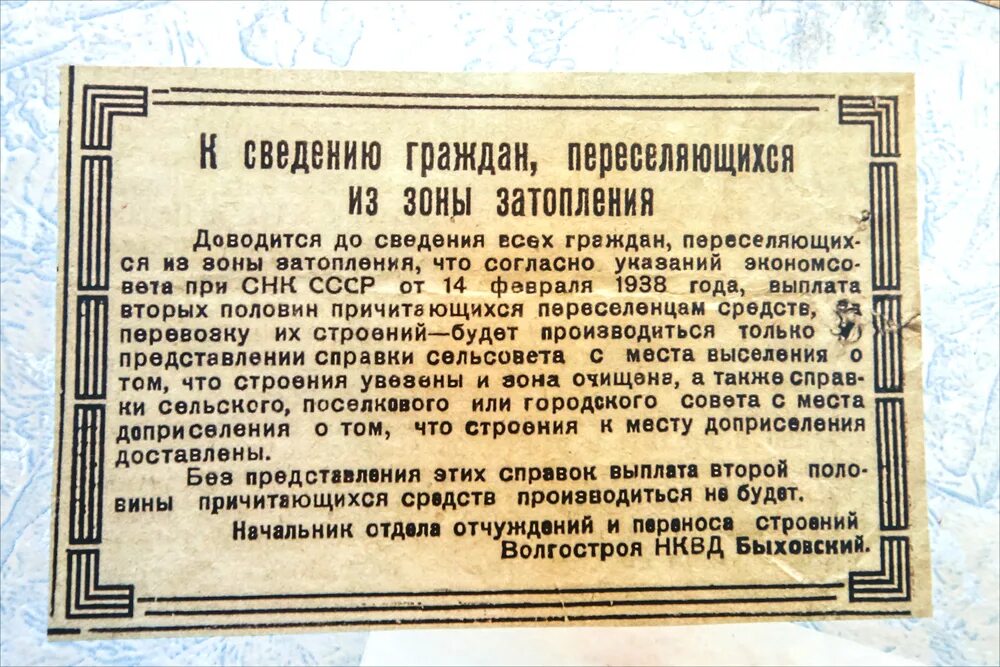 К сведению граждан, переселяющихся
из зоны затопления
Доводится до сведения всех граждан, переселяющих-
ся из зоны затопления, что согласно указаний экономсо-
вета при СНК СССР от 14 февраля 1938 года, выплата
вторых половин причитающихся переселенцам средств, за
перевозку их строений—будет производиться только
представлении справки сельсовета с места выселения о
том, что строения увезены и зона очищена, а также справ-
ки сельского, поселкового или городского совета с места
доприселения о том, что строения к месту доприселения
доставлены.
Без представления этих справок выплата второй поло-
вины причитающихся средств производиться не будет.
Начальник отдела отчуждений и переноса строений
Волгостроя НКВД Быховский.